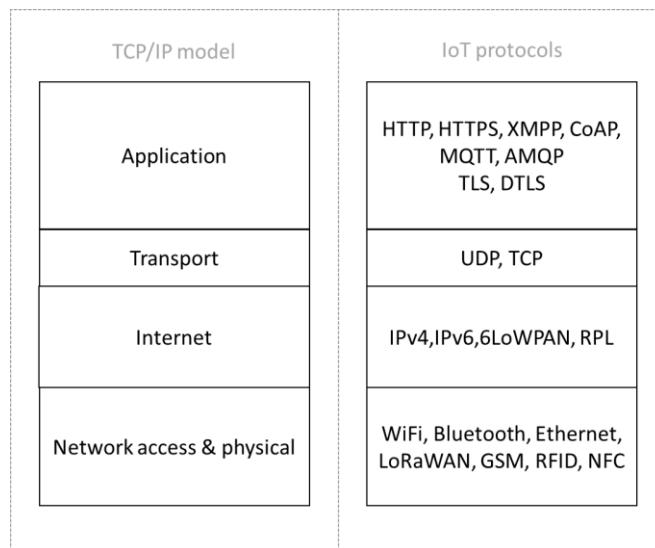 TCP/IP model
IoT protocols
Application
HTTP, HTTPS, XMPP, CoAP,
MQTT, AMQP
TLS, DTLS
Transport
UDP, TCP
Internet
IPv4,IPv6,6LoWPAN, RPL
Network access & physical
WiFi, Bluetooth, Ethernet,
LoRaWAN, GSM, RFID, NFC